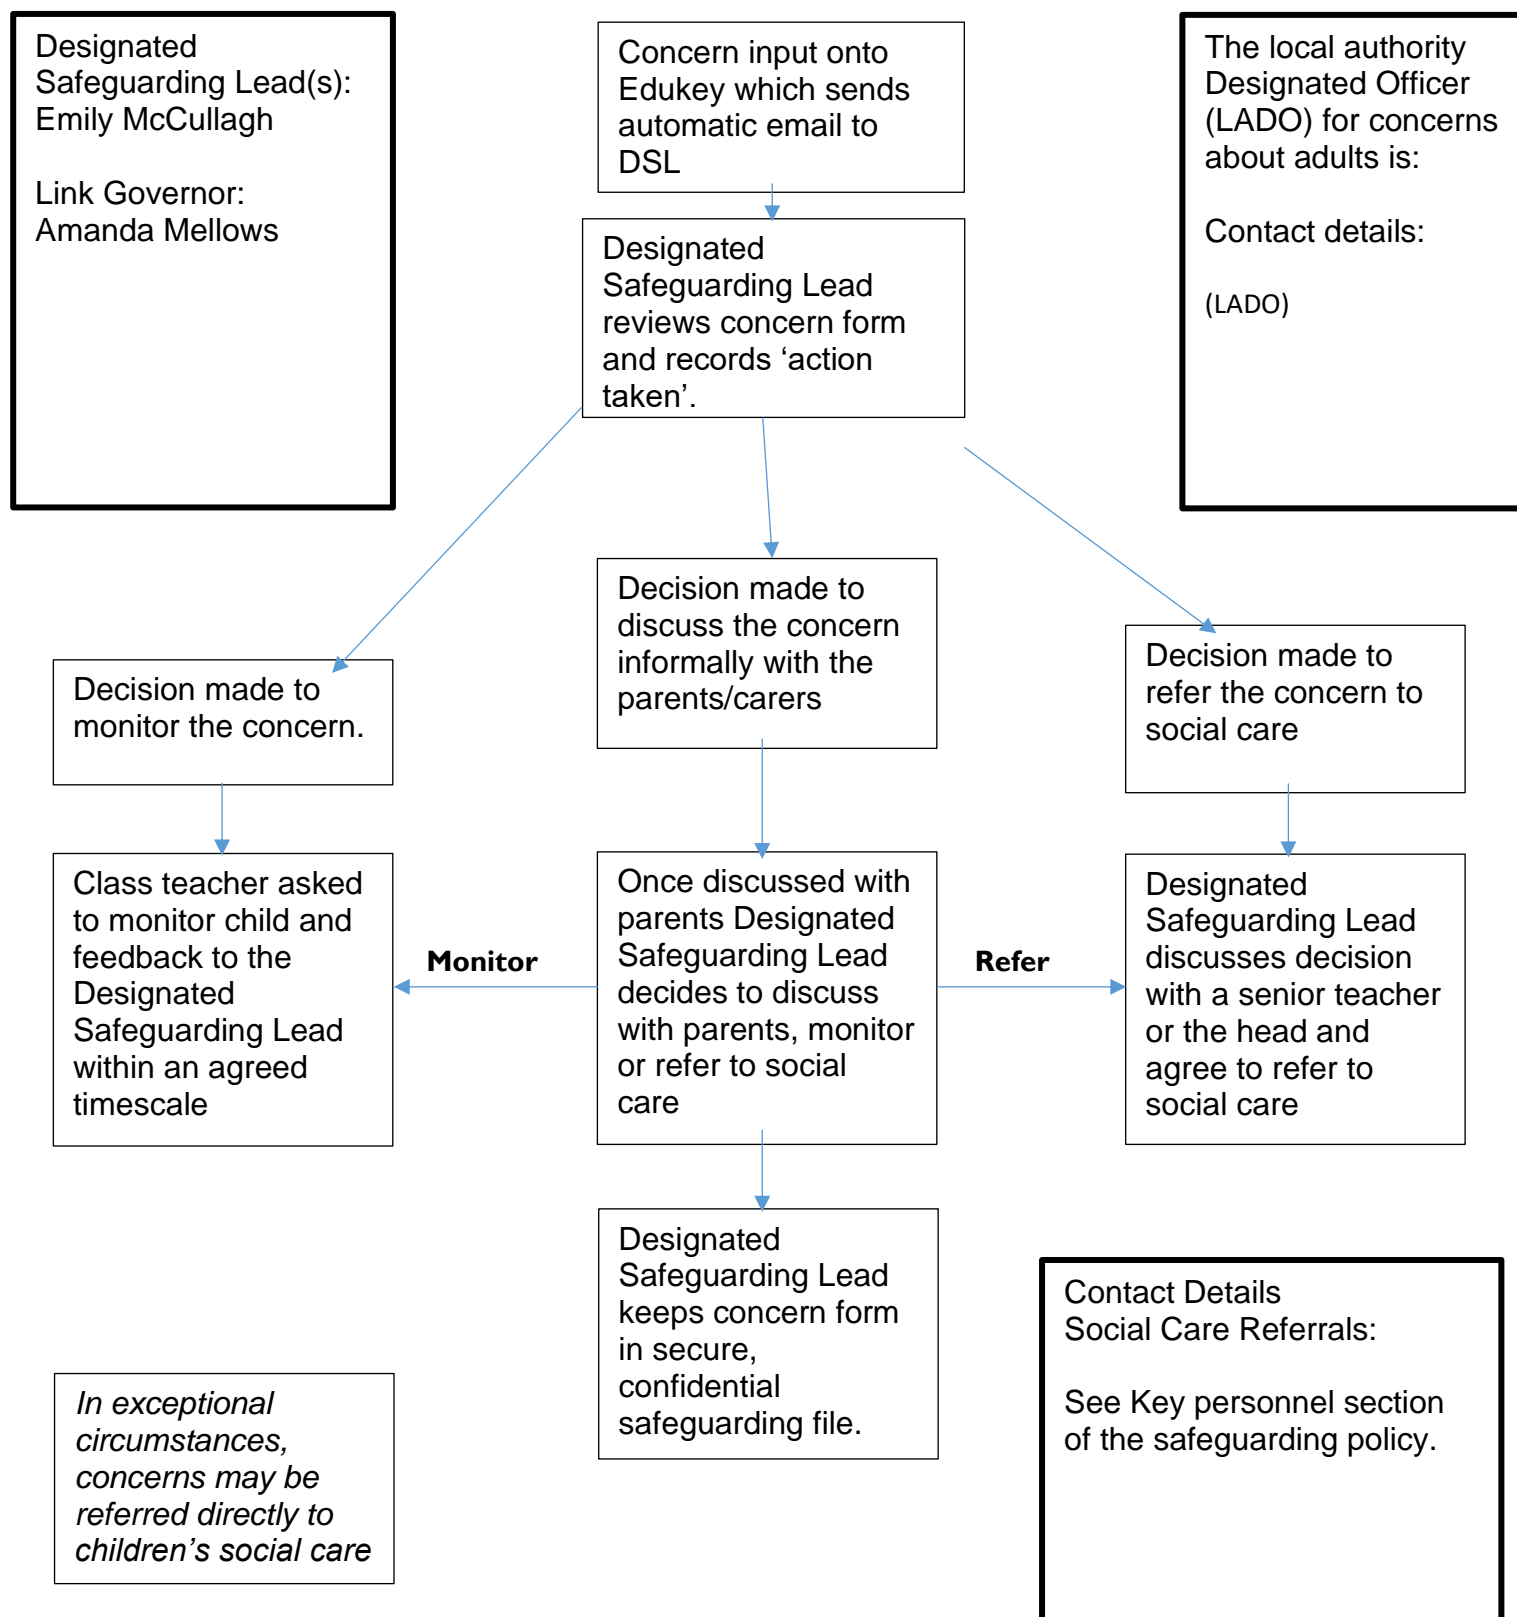 Designated
Safeguarding Lead(s):
Emily McCullagh
Link Governor:
Amanda Mellows
Concern input onto
Edukey which sends
automatic email to
DSL
The local authority
Designated Officer
(LADO) for concerns
about adults is:
Contact details:
(LADO)
Designated
Safeguarding Lead
reviews concern form
and records ‘action
taken’.
Decision made to
monitor the concern.
Decision made to
discuss the concern
informally with the
parents/carers
Decision made to
refer the concern to
social care
Class teacher asked
to monitor child and
feedback to the
Designated
Safeguarding Lead
within an agreed
timescale
Monitor
Once discussed with
parents Designated
Safeguarding Lead
decides to discuss
with parents, monitor
or refer to social
care
Refer
Designated
Safeguarding Lead
discusses decision
with a senior teacher
or the head and
agree to refer to
social care
Designated
Safeguarding Lead
keeps concern form
in secure,
confidential
safeguarding file.
In exceptional
circumstances,
concerns may be
referred directly to
children’s social care
Contact Details
Social Care Referrals:
See Key personnel section
of the safeguarding policy.